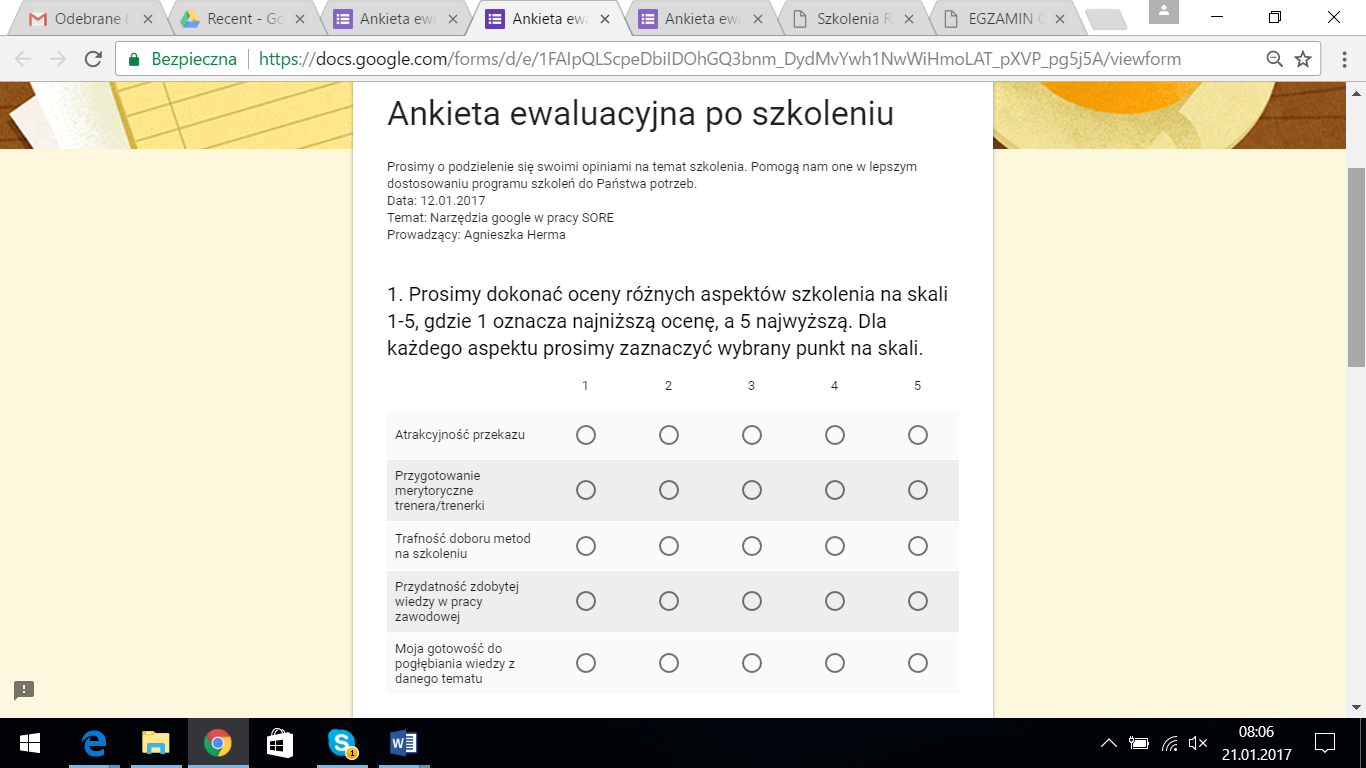 Odebrane
Recent - Go
Ankieta ewa
Ankieta ewa
Ankieta ewa
Szkolenia R
EGZAMIN
Bezpieczna
https://docs.google.com/forms/d/e/1FAIpQLScpeDbiIDOhGQ3bnm_DydMvYwh1NwWiHmoLAT_pXVP_pg5j5A/viewform
Ankieta ewaluacyjna po szkoleniu
Prosimy o podzielenie się swoimi opiniami na temat szkolenia. Pomogą nam one w lepszym
dostosowaniu programu szkoleń do Państwa potrzeb.
Data: 12.01.2017
Temat: Narzędzia google w pracy SORE
Prowadzący: Agnieszka Herma
1. Prosimy dokonać oceny różnych aspektów szkolenia na skali
1-5, gdzie 1 oznacza najniższą ocenę, a 5 najwyższą. Dla
każdego aspektu prosimy zaznaczyć wybrany punkt na skali.
1 2 3 4 5
Atrakcyjność przekazu
Przygotowanie
merytoryczne
trenera/trenerki
Trafność doboru metod
na szkoleniu
Przydatność zdobytej
wiedzy w pracy
zawodowej
Moja gotowość do
pogłębiania wiedzy z
danego tematu
1
08:06
21.01.2017